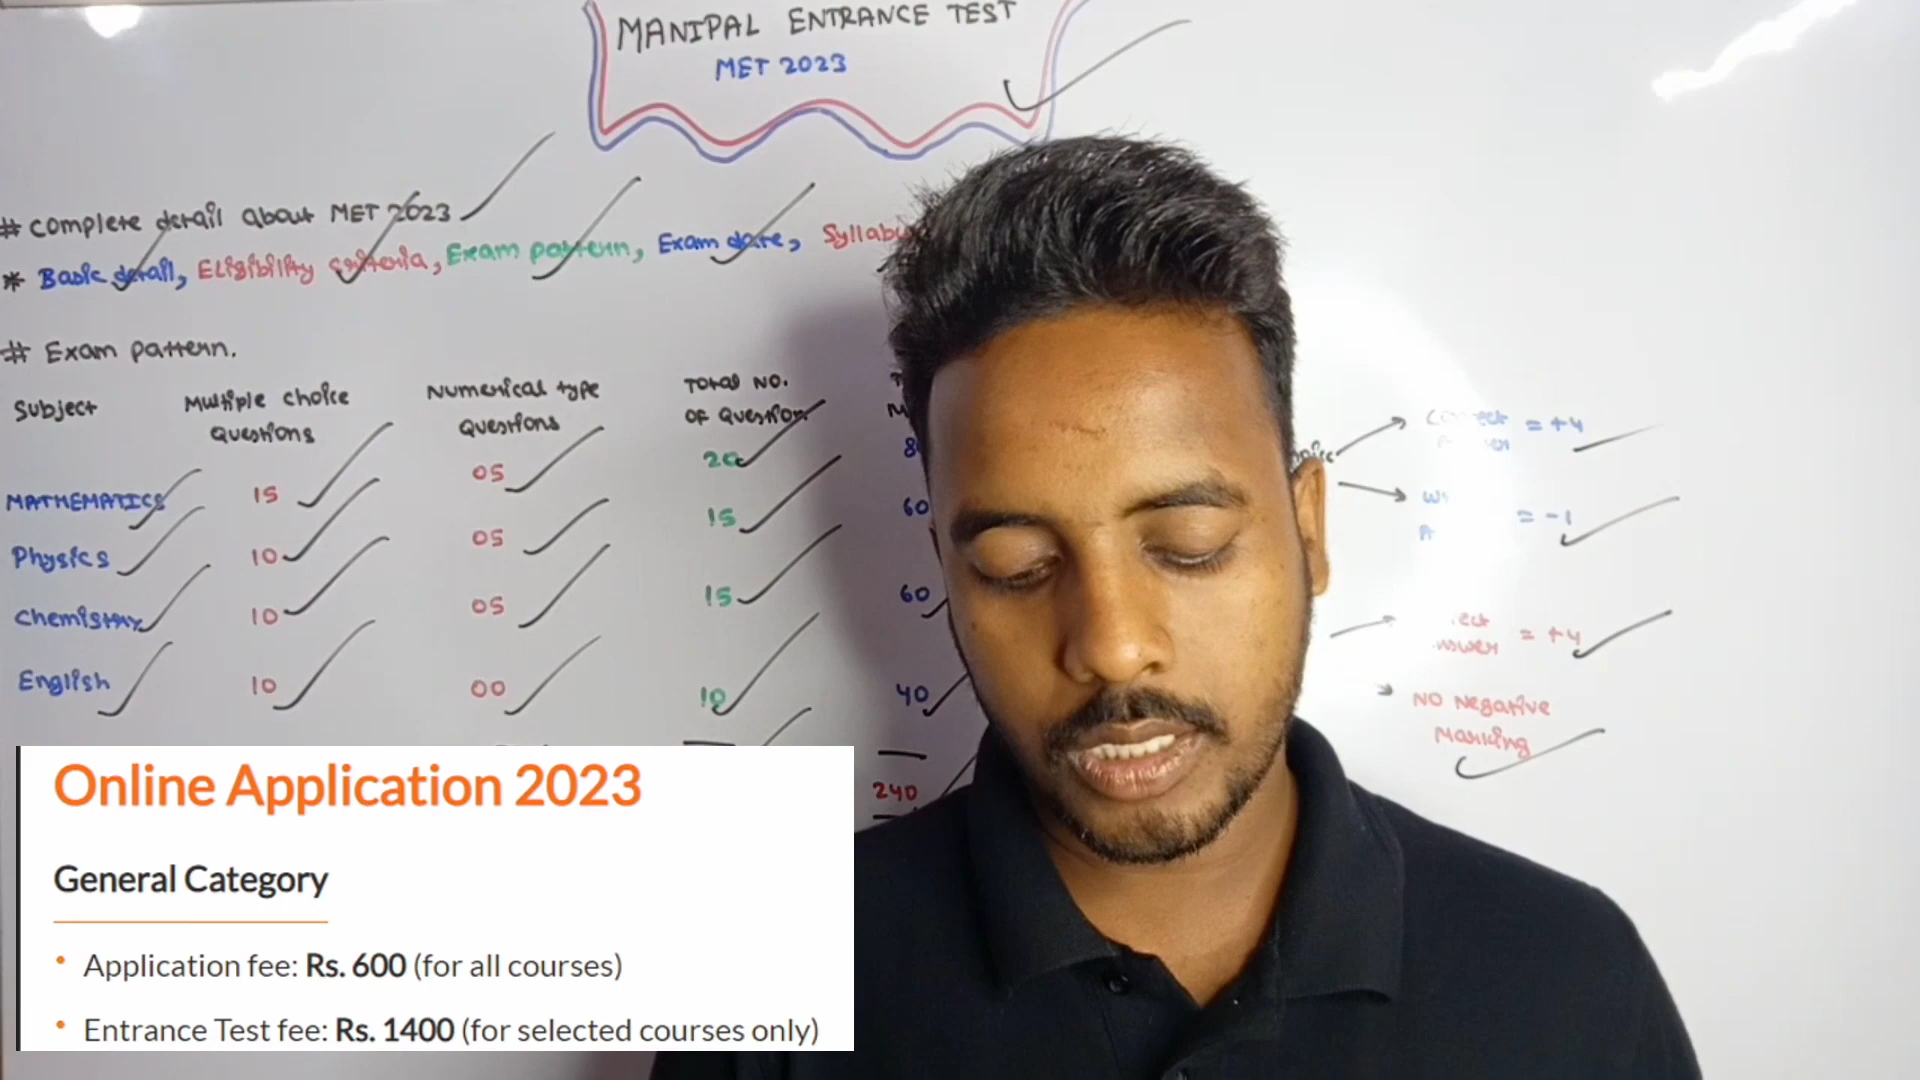 MANIPAL ENTRANCE TEST
MET 2023
# Complete detail about MET 2023
* Basic detail, Eligibility criteria, Exam pattern, Exam date,
# Exam pattern.
Subject Multiple choice Questions Numerical type Questions Total No. OF Question
MATHEMATICS 15 05 20
Physics 10 05 15 60
Chemistry 10 05 15 60
English 10 00 10 40
240
= +4
= -1
= +4
No Negative
Marking
Online Application 2023
General Category
• Application fee: Rs. 600 (for all courses)
• Entrance Test fee: Rs. 1400 (for selected courses only)